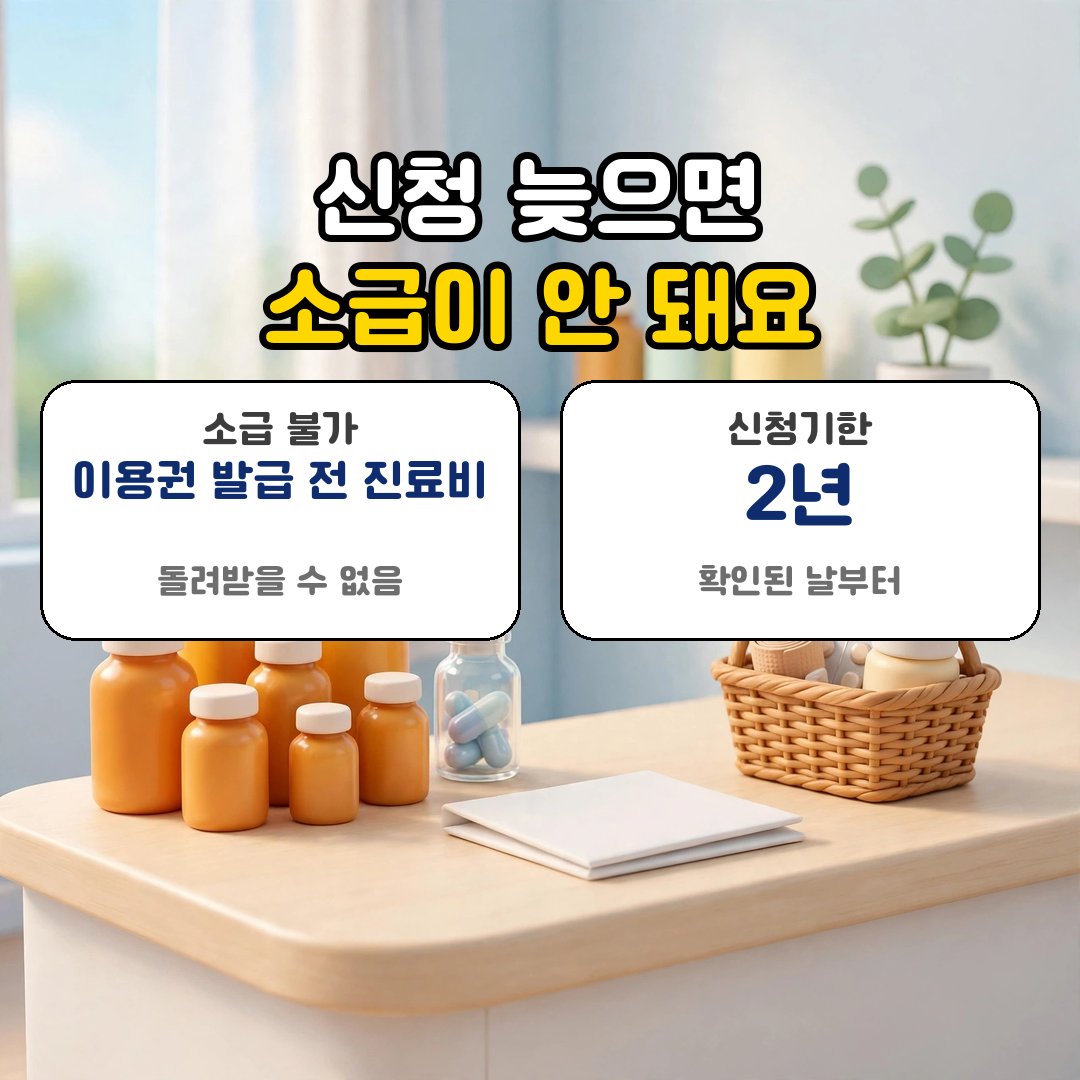 신청 늦으면
소급이 안 돼요
소급 불가
이용권 발급 전 진료비
돌려받을 수 없음
신청기한
2년
확인된 날부터